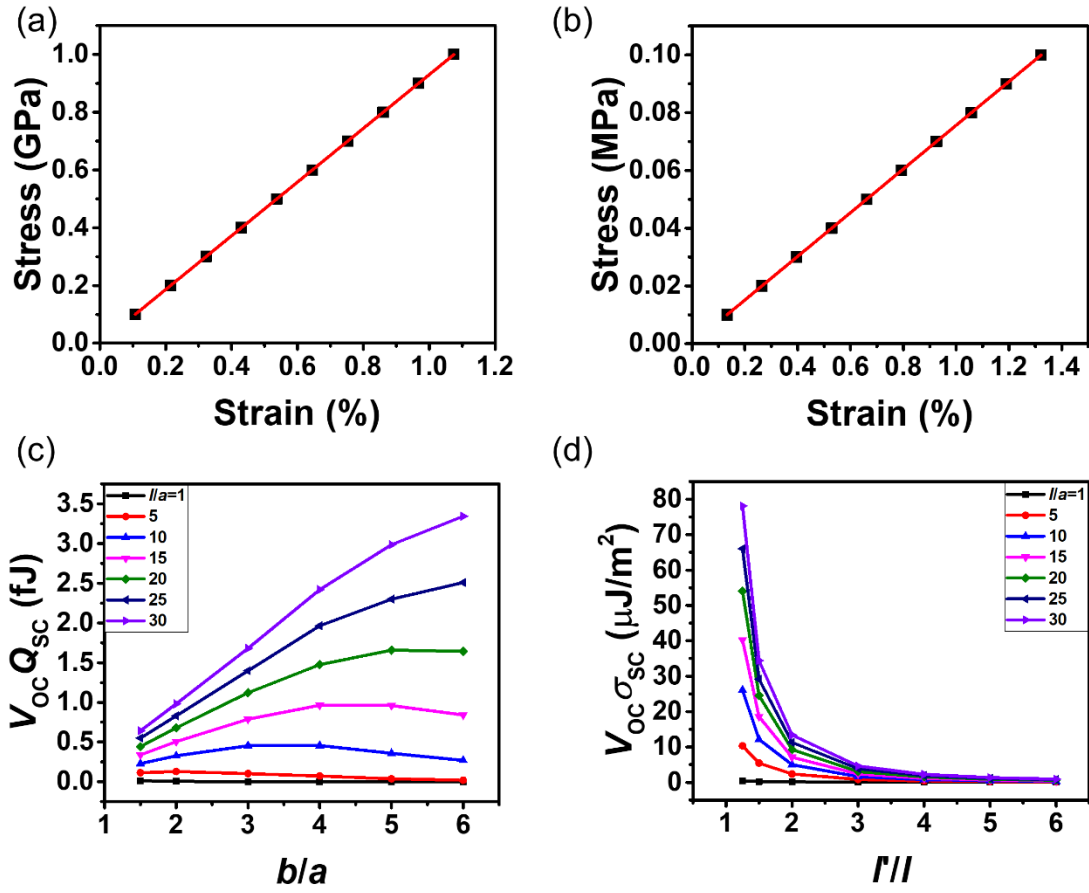 (a)
Stress (GPa)
1.0
0.8
0.6
0.4
0.2
0.0
0.0 0.2 0.4 0.6 0.8 1.0 1.2
Strain (%)
(b)
Stress (MPa)
0.10
0.08
0.06
0.04
0.02
0.00
0.0 0.2 0.4 0.6 0.8 1.0 1.2 1.4
Strain (%)
(c)
V_OC Q_SC (fJ)
3.5
3.0
2.5
2.0
1.5
1.0
0.5
0.0
l/a=1
5
10
15
20
25
30
1 2 3 4 5 6
b/a
(d)
V_OC σ_SC (μJ/m²)
80
70
60
50
40
30
20
10
0
l/a=1
5
10
15
20
25
30
1 2 3 4 5 6
l'/l